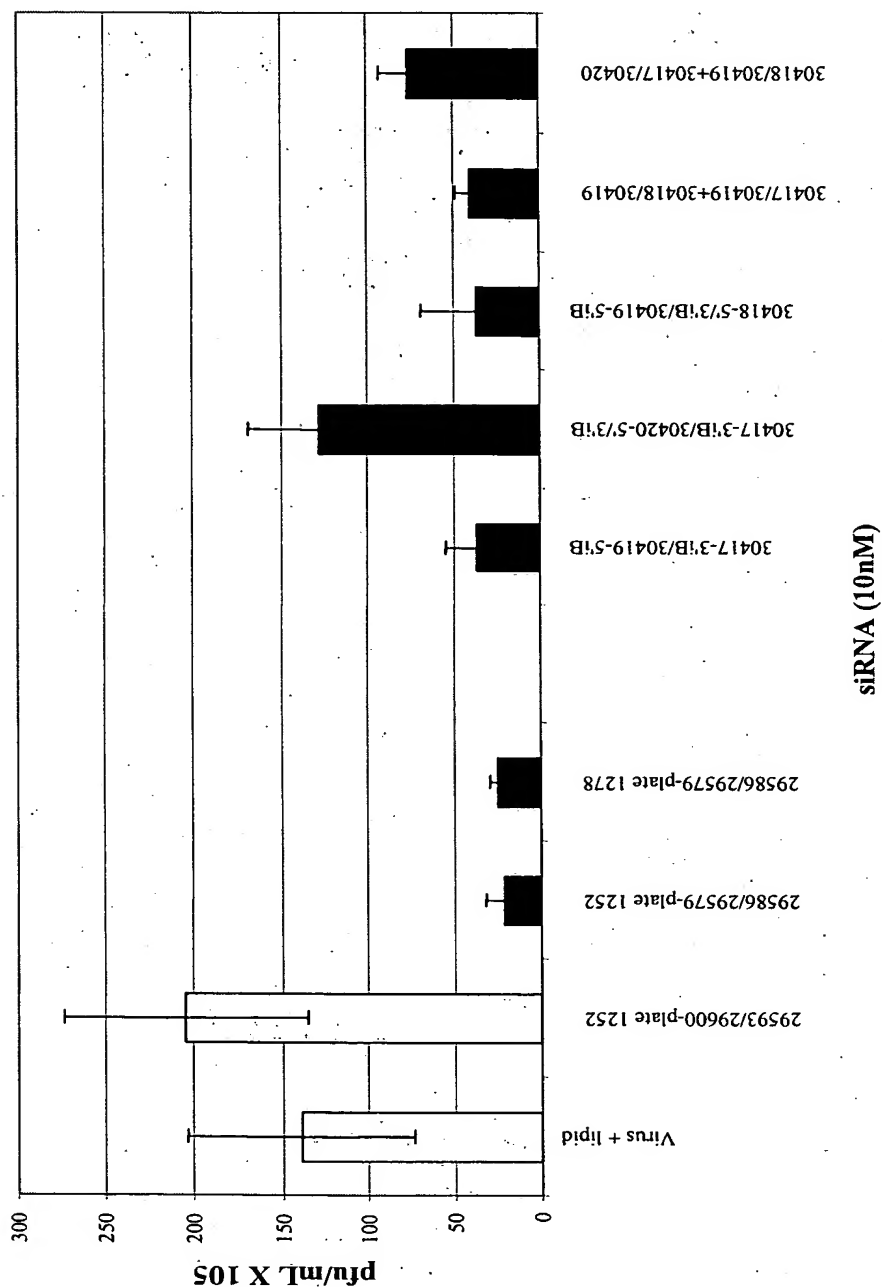 pfu/mL X 105
300
250
200
150
100
50
0
Virus + lipid
29593/29600-plate 1252
29586/29579-plate 1252
29586/29579-plate 1278
30417-3'iB/30419-5'iB
30417-3'iB/30420-5'/3'iB
30418-5'/3'iB/30419-5'iB
30417/30419+30418/30419
30418/30419+30417/30420
siRNA (10nM)